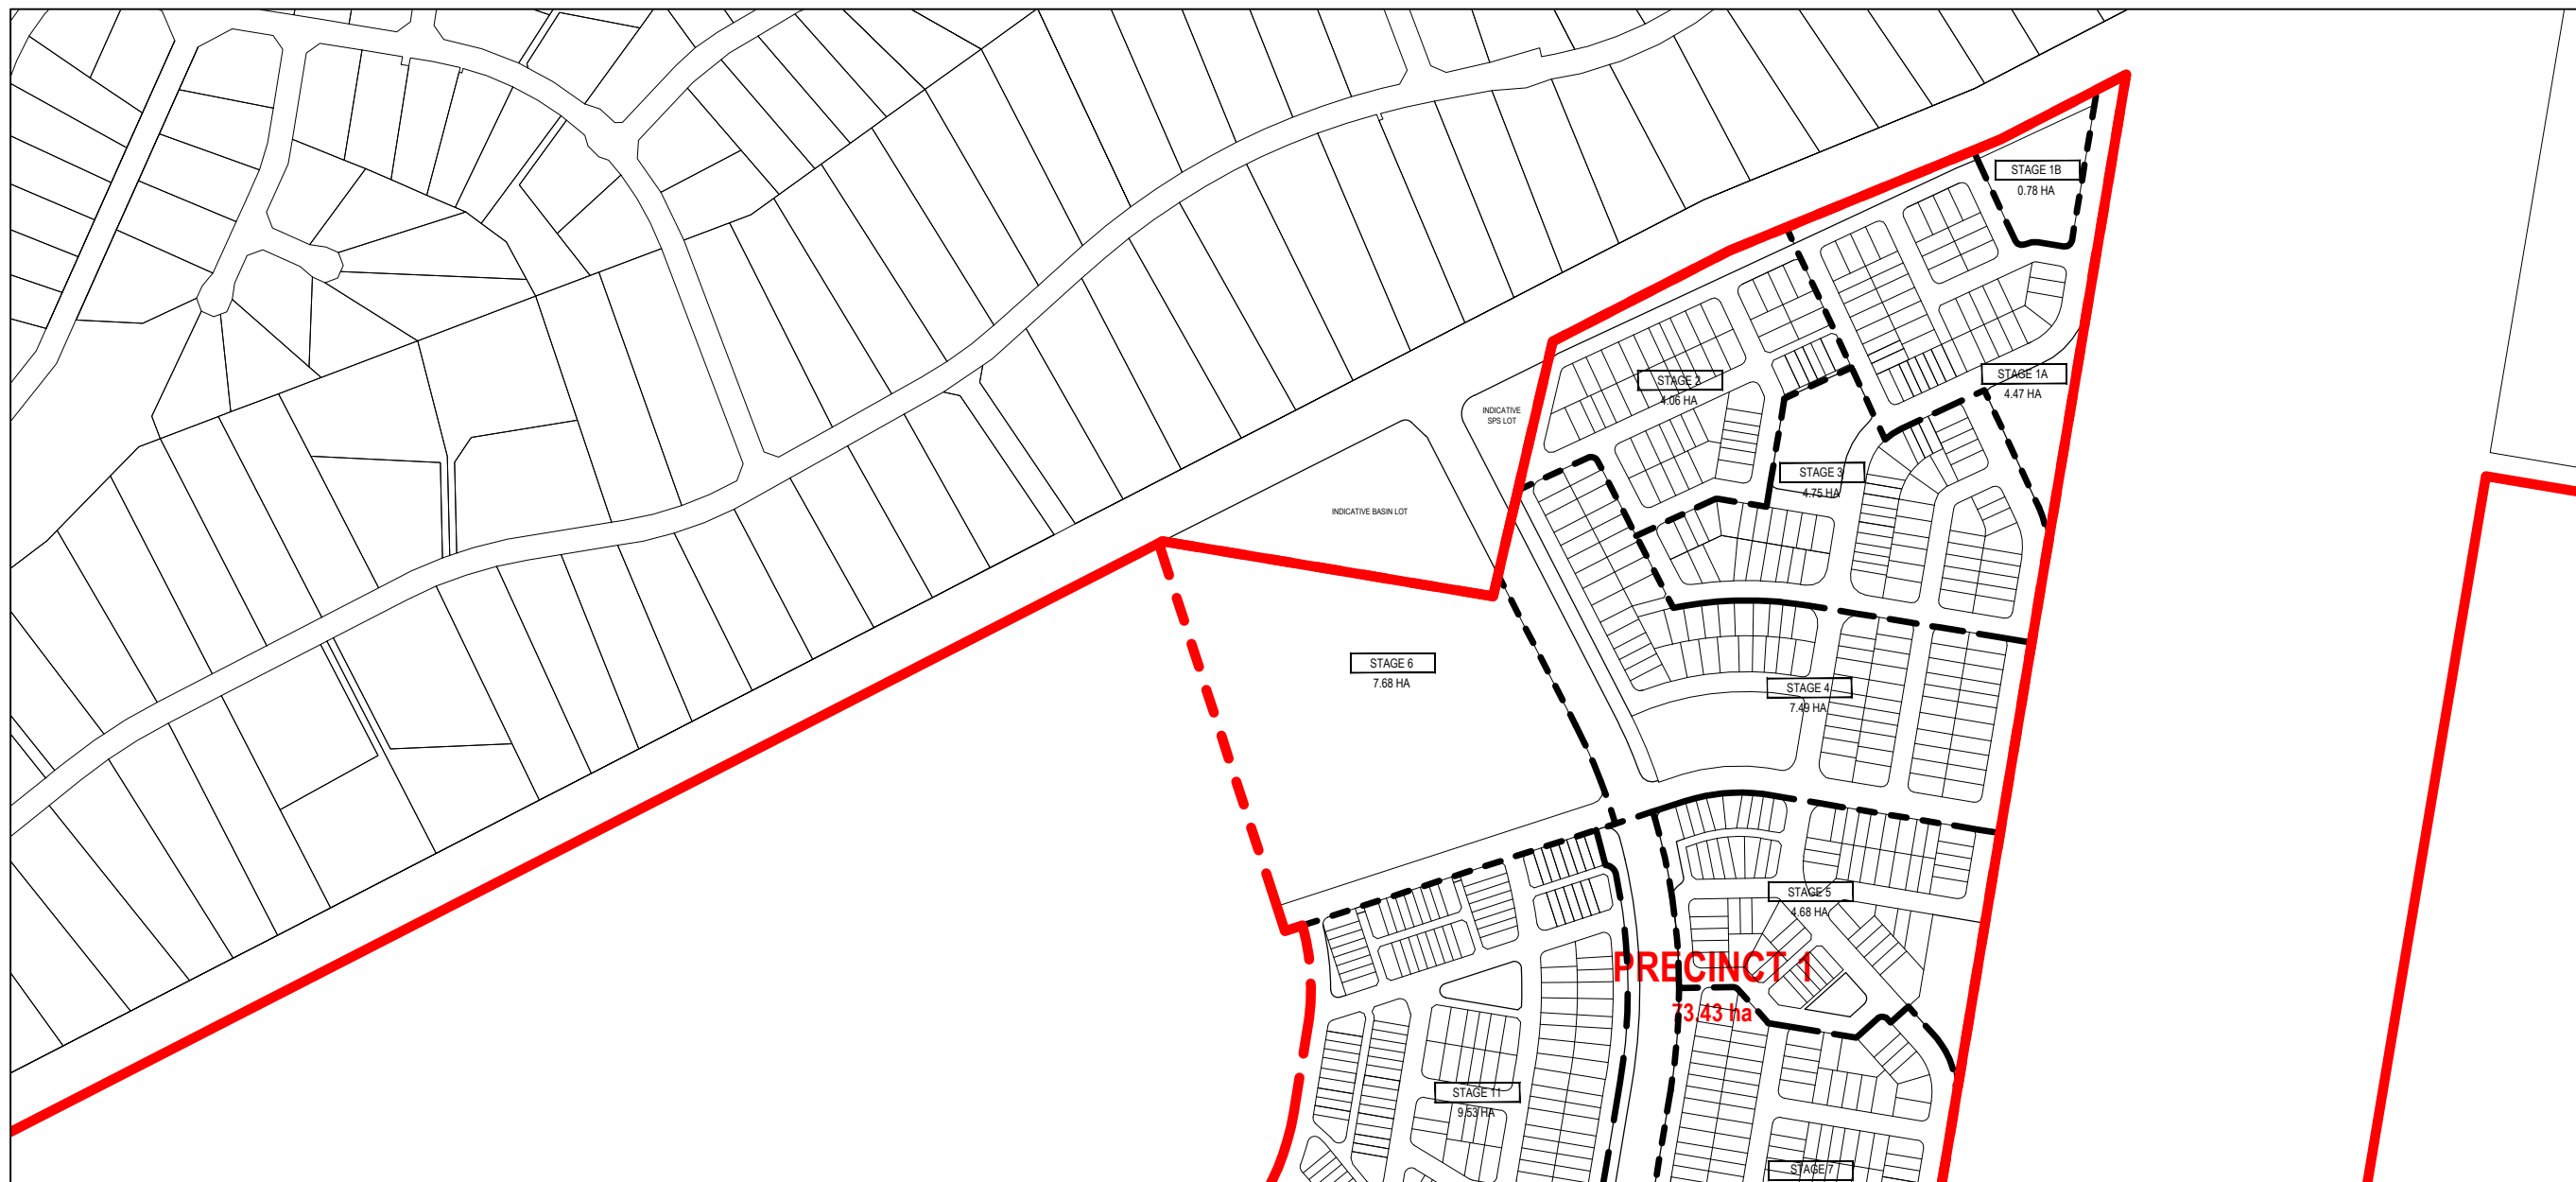 STAGE 1B
0.78 HA
STAGE 1A
4.47 HA
STAGE 2
4.06 HA
INDICATIVE
SPS LOT
STAGE 3
4.75 HA
INDICATIVE BASIN LOT
STAGE 6
7.68 HA
STAGE 4
7.49 HA
STAGE 5
4.68 HA
PRECINCT 1
73.43 ha
STAGE 11
9.53 HA
STAGE 7